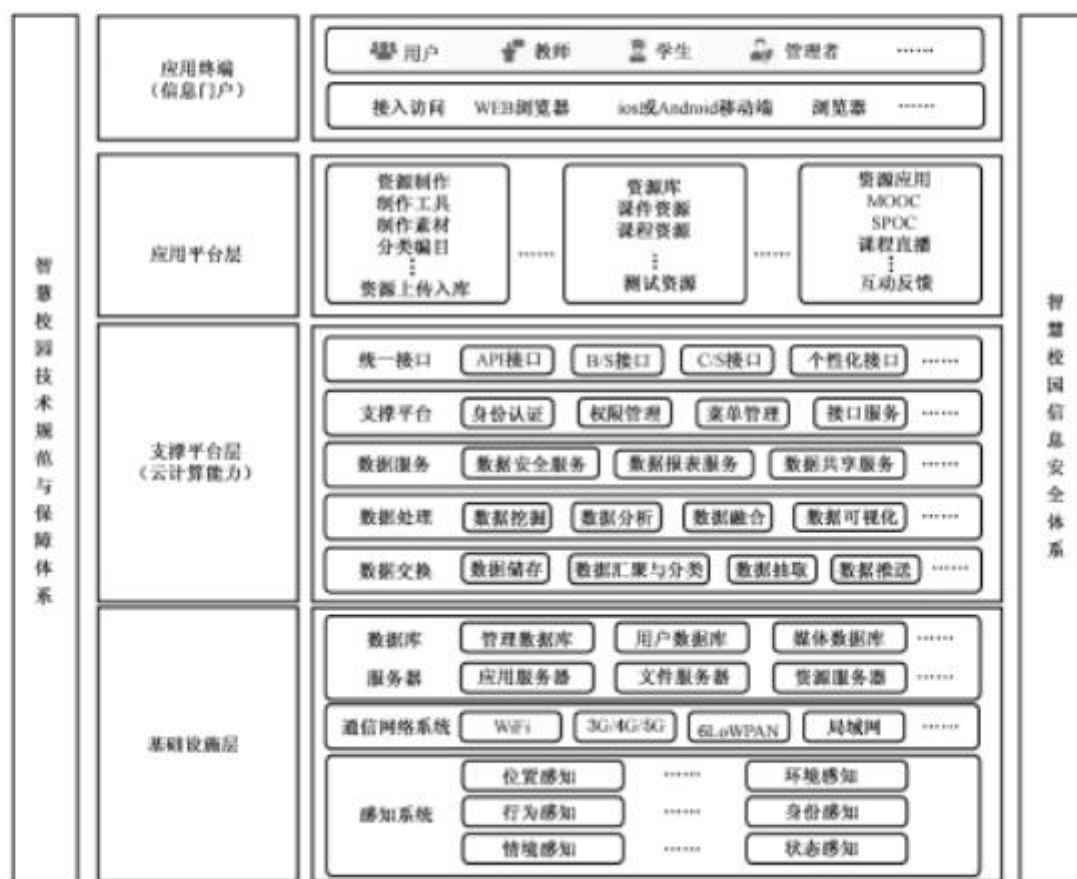 智慧校园技术规范与保障体系
应用终端
（信息门户）
用户 教师 学生 管理者 ……
接入访问 WEB浏览器 ios或Android移动端 浏览器 ……
应用平台层
资源制作
制作工具
制作素材
分类编目
⋮
资源上传入库
……
资源库
课件资源
课程资源
⋮
测试资源
……
资源应用
MOOC
SPOC
课程直播
⋮
互动反馈
支撑平台层
（云计算能力）
统一接口 API接口 B/S接口 C/S接口 个性化接口 ……
支撑平台 身份认证 权限管理 菜单管理 接口服务 ……
数据服务 数据安全服务 数据报表服务 数据共享服务 ……
数据处理 数据挖掘 数据分析 数据融合 数据可视化 ……
数据交换 数据储存 数据汇聚与分类 数据抽取 数据推送 ……
基础设施层
数据库 管理数据库 用户数据库 媒体数据库 ……
服务器 应用服务器 文件服务器 资源服务器 ……
通信网络系统 WiFi 3G/4G/5G 6LoWPAN 局域网 ……
感知系统
位置感知 …… 环境感知
行为感知 …… 身份感知
情境感知 …… 状态感知
智慧校园信息安全体系